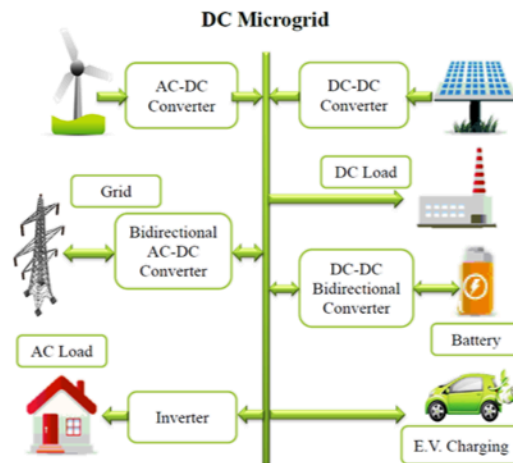 DC Microgrid
AC-DC
Converter
DC-DC
Converter
DC Load
Grid
Bidirectional
AC-DC
Converter
DC-DC
Bidirectional
Converter
Battery
AC Load
Inverter
E.V. Charging